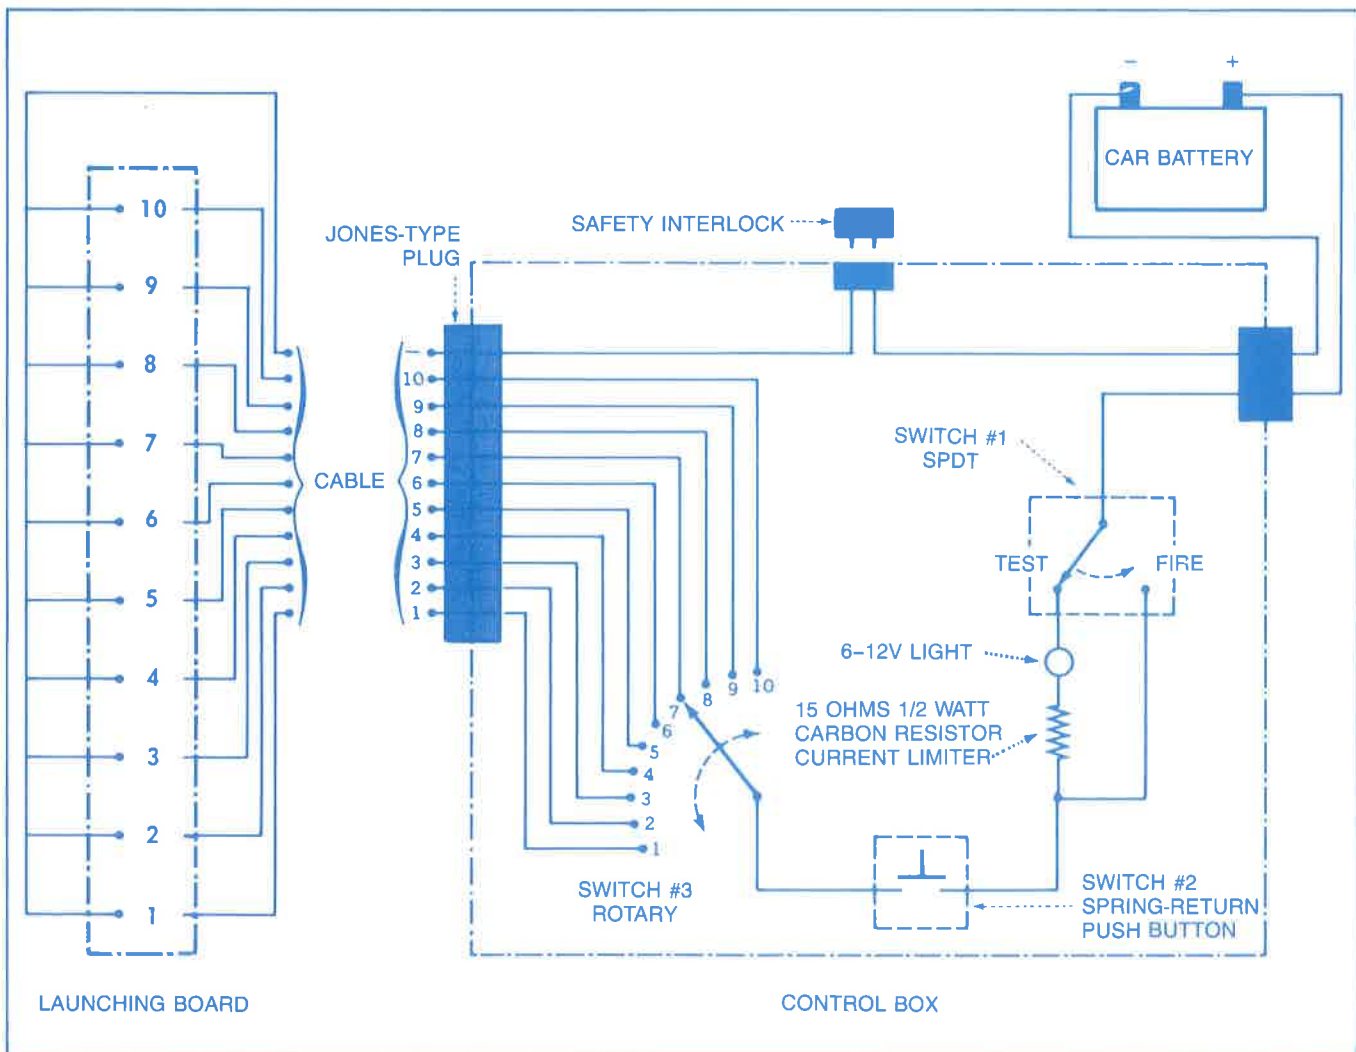 - +
CAR BATTERY
SAFETY INTERLOCK
JONES-TYPE
PLUG
10
9
8
7
6
5
4
3
2
1
CABLE
—
10
9
8
7
6
5
4
3
2
1
SWITCH #1
SPDT
TEST
FIRE
6-12V LIGHT
15 OHMS 1/2 WATT
CARBON RESISTOR
CURRENT LIMITER
10
9
8
7
6
5
4
3
2
1
SWITCH #3
ROTARY
SWITCH #2
SPRING-RETURN
PUSH BUTTON
LAUNCHING BOARD
CONTROL BOX